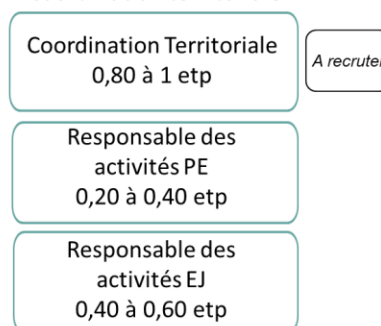 Coordination Territoriale
0,80 à 1 etp
A recruter
Responsable des
activités PE
0,20 à 0,40 etp
Responsable des
activités EJ
0,40 à 0,60 etp